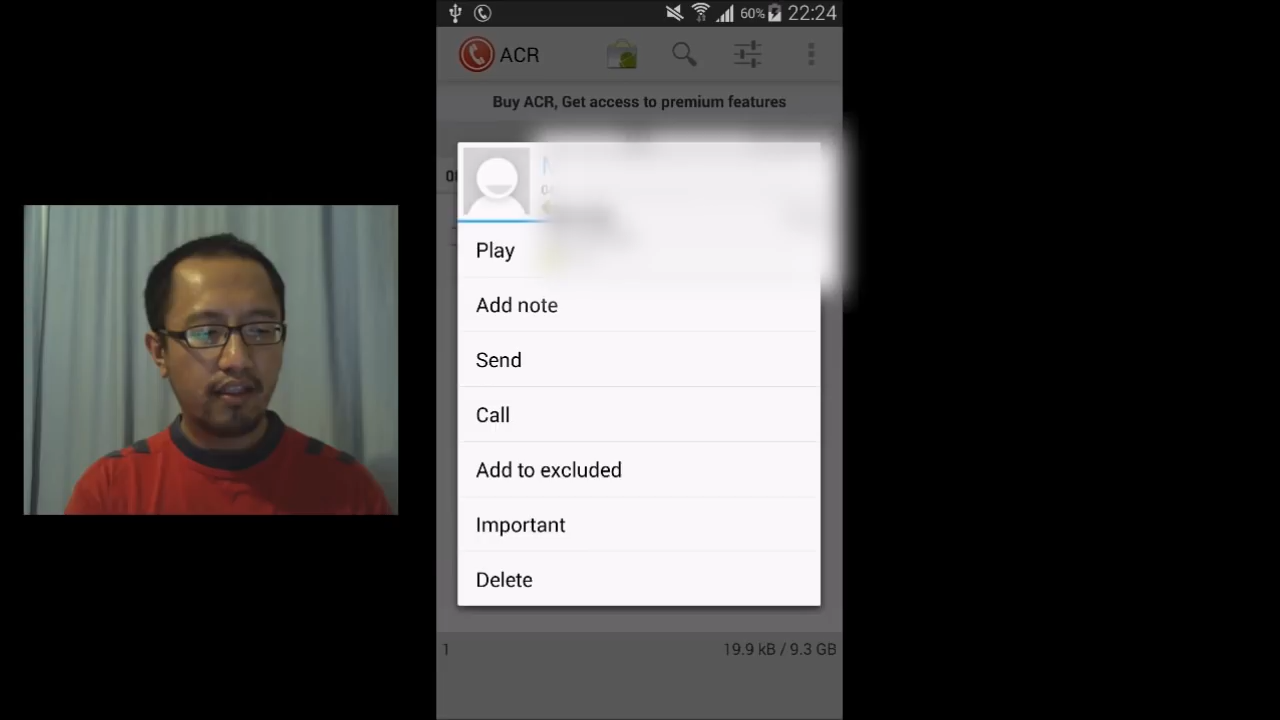 60% 22:24
ACR
Buy ACR, Get access to premium features
Play
Add note
Send
Call
Add to excluded
Important
Delete
1 19.9 kB / 9.3 GB